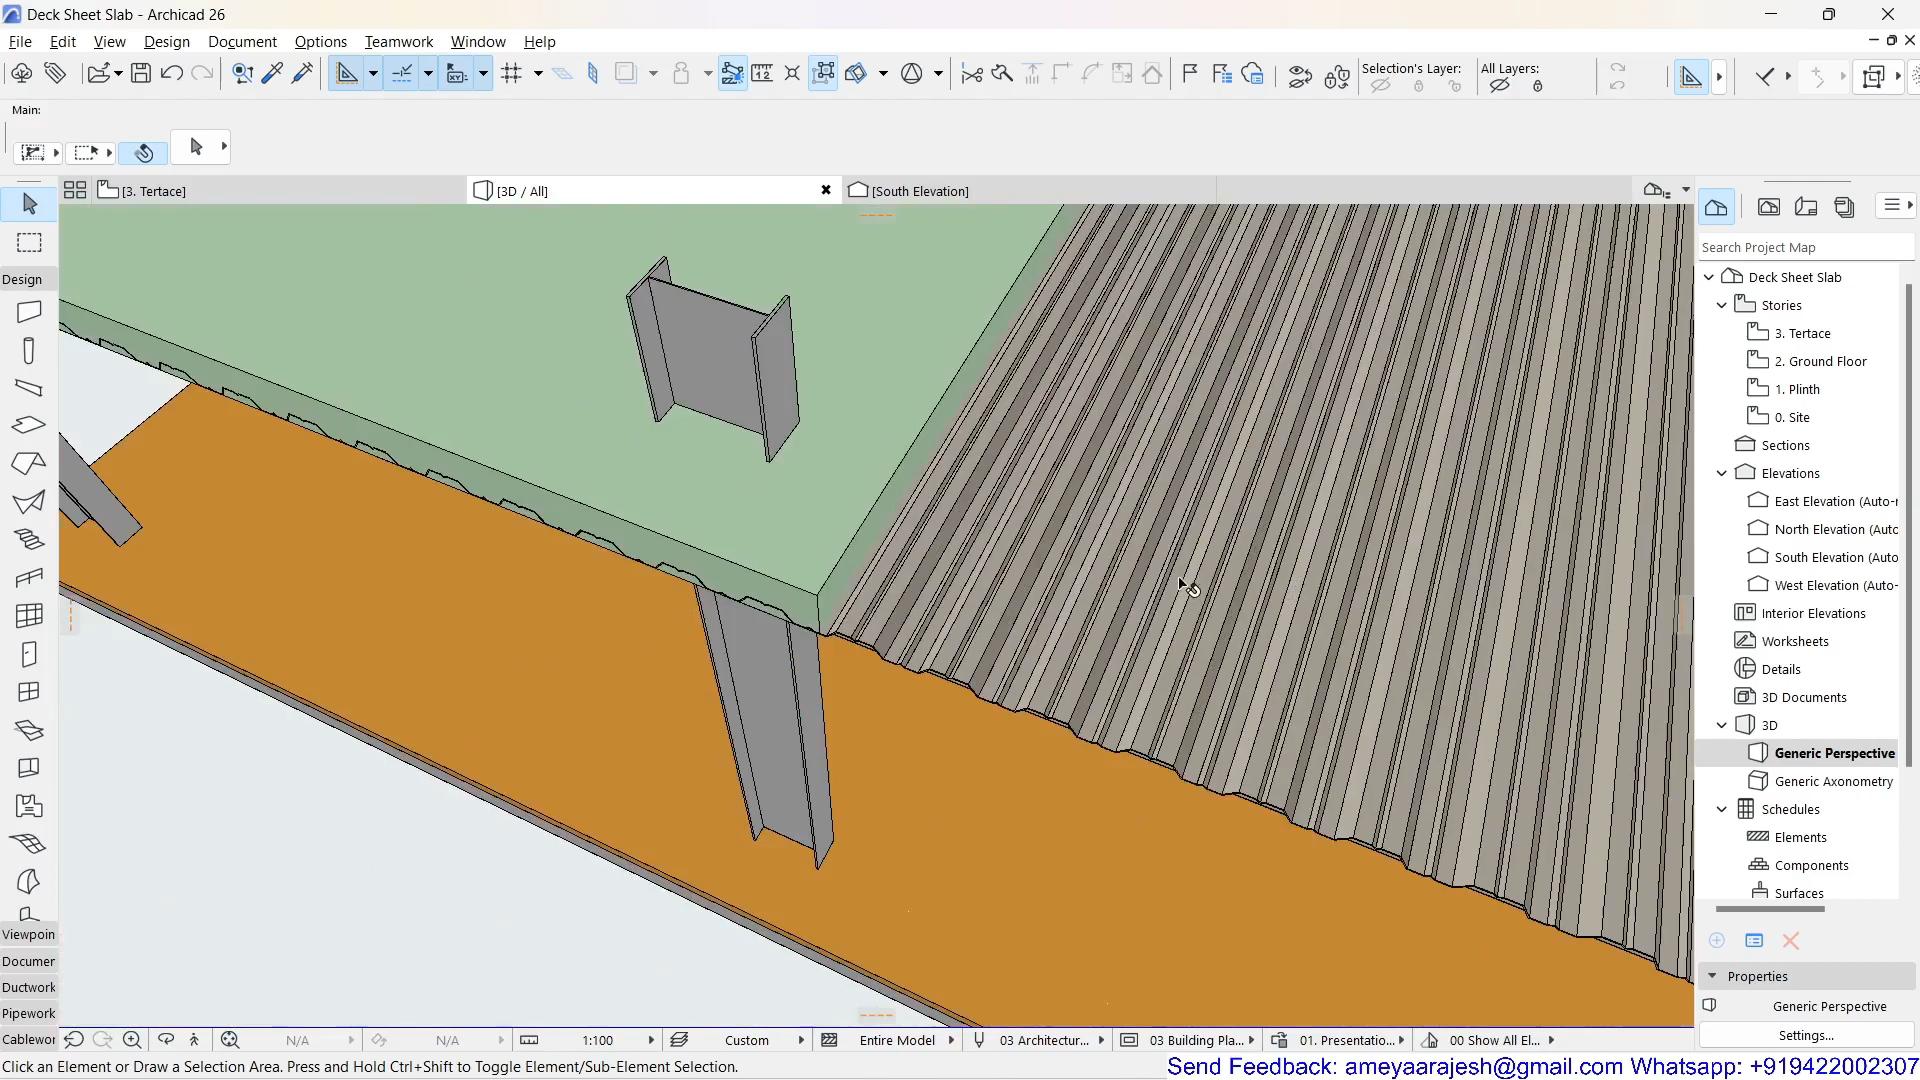 Deck Sheet Slab - Archicad 26
File Edit View Design Document Options Teamwork Window Help
Selection's Layer: All Layers:
Main:
[3. Tertace] [3D / All] [South Elevation]
Search Project Map
Design
Deck Sheet Slab
Stories
3. Tertace
2. Ground Floor
1. Plinth
0. Site
Sections
Elevations
East Elevation (Auto-r
North Elevation (Auto
South Elevation (Auto
West Elevation (Auto-
Interior Elevations
Worksheets
Details
3D Documents
3D
Generic Perspective
Generic Axonometry
Schedules
Elements
Components
Surfaces
Viewpoin
Documer
Ductwork
Pipework
Cablewor
Properties
Generic Perspective
Settings...
N/A N/A 1:100 Custom Entire Model 03 Architectur... 03 Building Pla... 01. Presentatio... 00 Show All El...
Click an Element or Draw a Selection Area. Press and Hold Ctrl+Shift to Toggle Element/Sub-Element Selection.
Send Feedback: ameyaarajesh@gmail.com Whatsapp: +919422002307